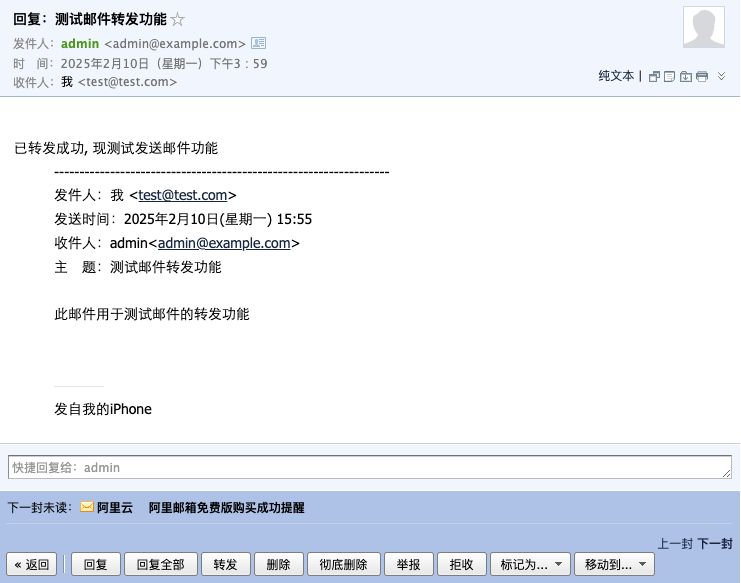 回复：测试邮件转发功能
发件人：admin <admin@example.com>
时　间：2025年2月10日（星期一）下午3：59
收件人：我 <test@test.com>
纯文本 |
已转发成功, 现测试发送邮件功能
------------------------------------------------------------------
发件人：我 <test@test.com>
发送时间：2025年2月10日(星期一) 15:55
收件人：admin<admin@example.com>
主　题：测试邮件转发功能
此邮件用于测试邮件的转发功能
发自我的iPhone
快捷回复给：admin
下一封未读：阿里云 阿里邮箱免费版购买成功提醒
上一封 下一封
« 返回 回复 回复全部 转发 删除 彻底删除 举报 拒收 标记为... 移动到...